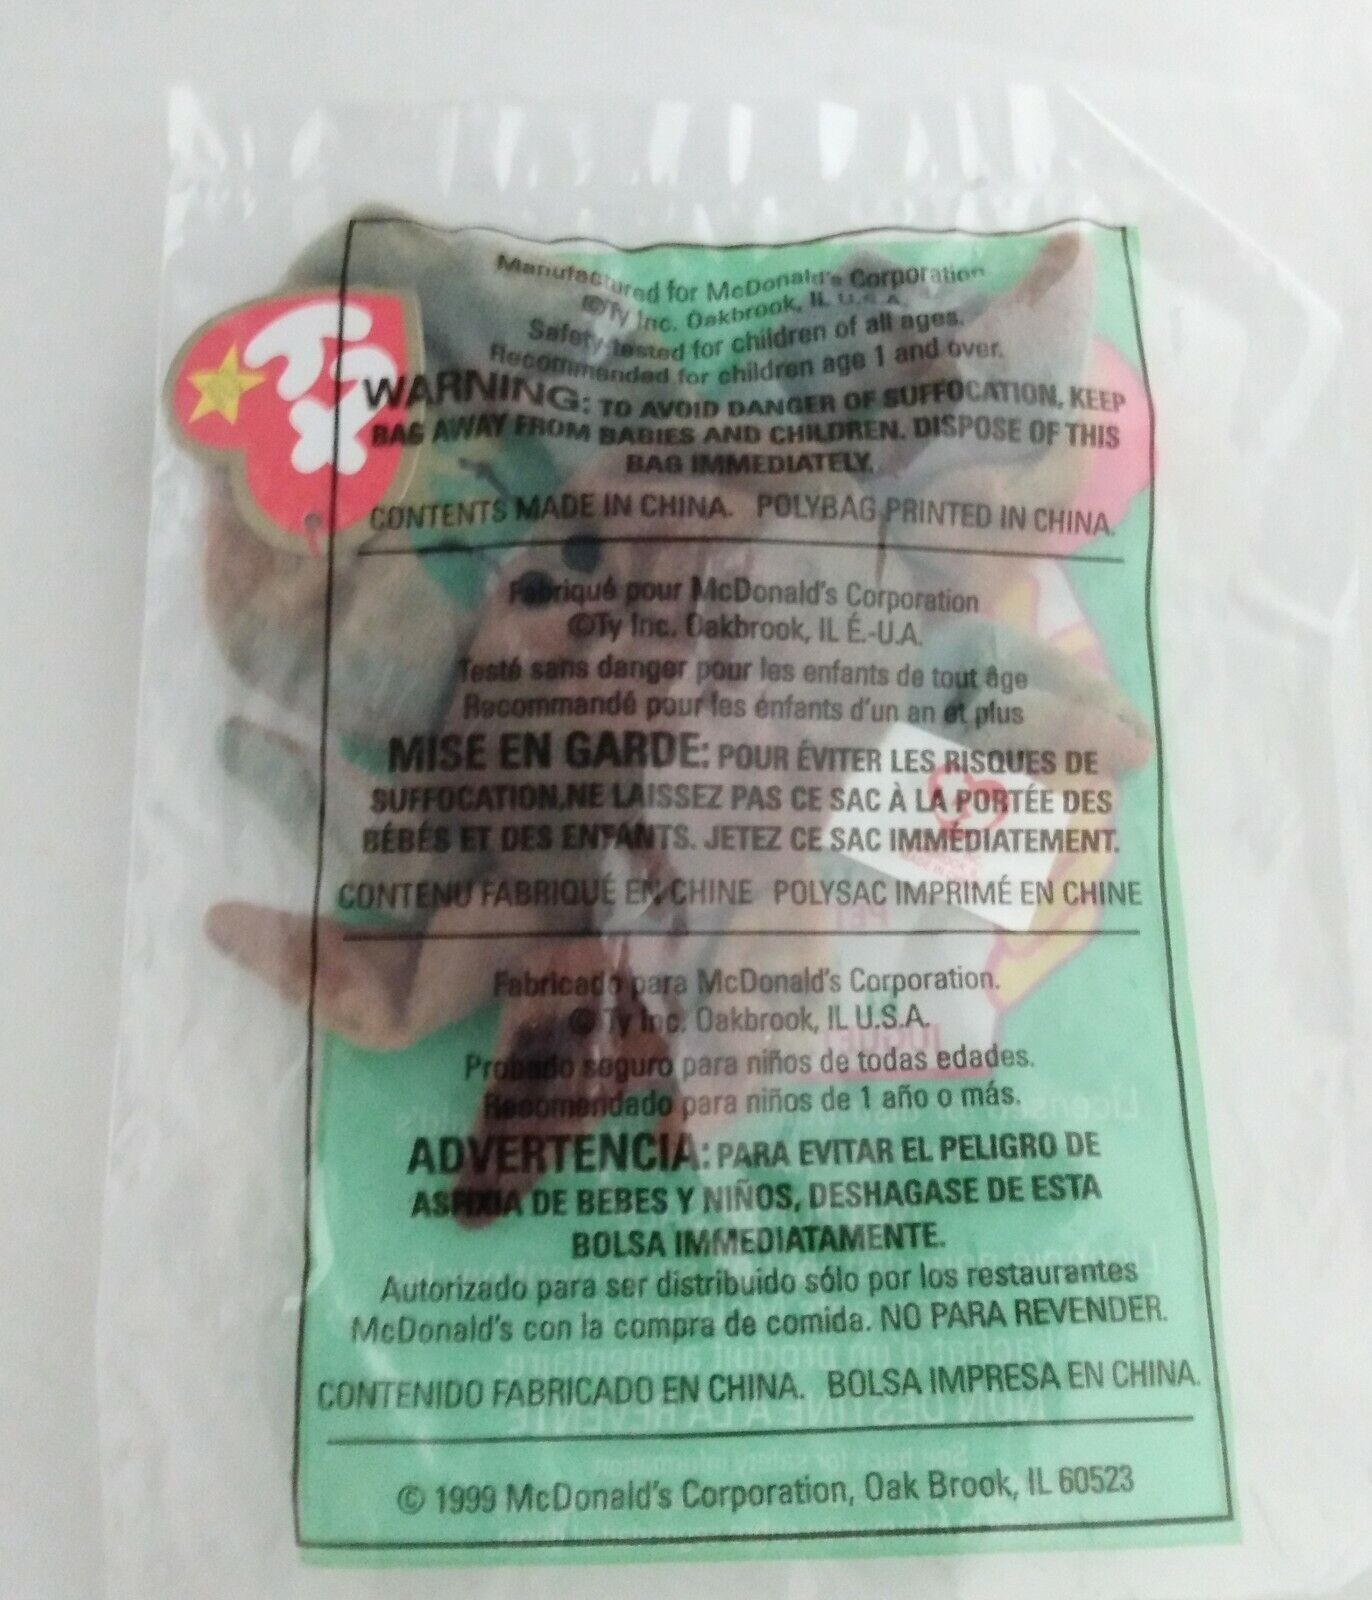 ty
Manufactured for McDonald's Corporation
©Ty Inc. Oakbrook, IL U.S.A.
Safety tested for children of all ages.
Recommended for children age 1 and over.
WARNING: TO AVOID DANGER OF SUFFOCATION, KEEP
BAG AWAY FROM BABIES AND CHILDREN. DISPOSE OF THIS
BAG IMMEDIATELY.
CONTENTS MADE IN CHINA. POLYBAG PRINTED IN CHINA.
Fabriqué pour McDonald's Corporation
©Ty Inc. Oakbrook, IL É.-U.A.
Testé sans danger pour les enfants de tout âge
Recommandé pour les enfants d'un an et plus
MISE EN GARDE: POUR ÉVITER LES RISQUES DE
SUFFOCATION,NE LAISSEZ PAS CE SAC À LA PORTÉE DES
BÉBÉS ET DES ENFANTS. JETEZ CE SAC IMMÉDIATEMENT.
CONTENU FABRIQUÉ EN CHINE POLYSAC IMPRIMÉ EN CHINE
Fabricado para McDonald's Corporation.
© Ty Inc. Oakbrook, IL U.S.A.
Probado seguro para niños de todas edades.
Recomendado para niños de 1 año o más.
ADVERTENCIA: PARA EVITAR EL PELIGRO DE
ASFIXIA DE BEBES Y NIÑOS, DESHAGASE DE ESTA
BOLSA IMMEDIATAMENTE.
Autorizado para ser distribuido sólo por los restaurantes
McDonald's con la compra de comida. NO PARA REVENDER.
CONTENIDO FABRICADO EN CHINA. BOLSA IMPRESA EN CHINA.
© 1999 McDonald's Corporation, Oak Brook, IL 60523